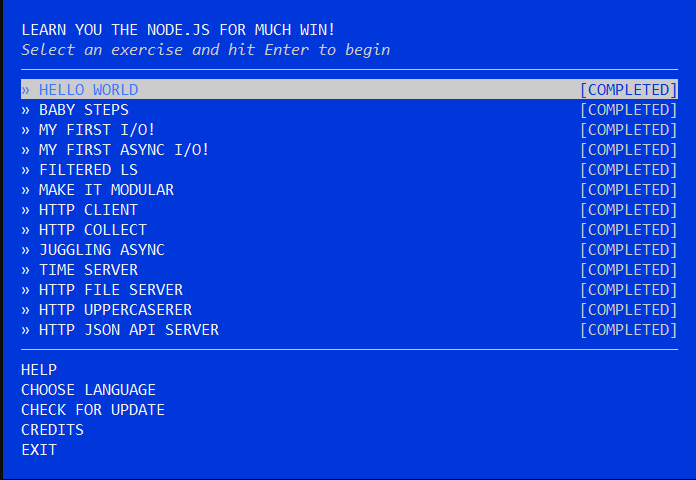 LEARN YOU THE NODE.JS FOR MUCH WIN!
Select an exercise and hit Enter to begin
» HELLO WORLD [COMPLETED]
» BABY STEPS [COMPLETED]
» MY FIRST I/O! [COMPLETED]
» MY FIRST ASYNC I/O! [COMPLETED]
» FILTERED LS [COMPLETED]
» MAKE IT MODULAR [COMPLETED]
» HTTP CLIENT [COMPLETED]
» HTTP COLLECT [COMPLETED]
» JUGGLING ASYNC [COMPLETED]
» TIME SERVER [COMPLETED]
» HTTP FILE SERVER [COMPLETED]
» HTTP UPPERCASERER [COMPLETED]
» HTTP JSON API SERVER [COMPLETED]
HELP
CHOOSE LANGUAGE
CHECK FOR UPDATE
CREDITS
EXIT